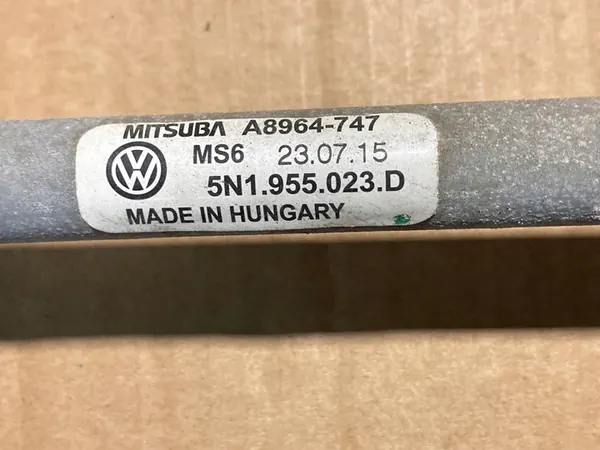 MITSUBA A8964-747
MS6 23.07.15
5N1.955.023.D
MADE IN HUNGARY